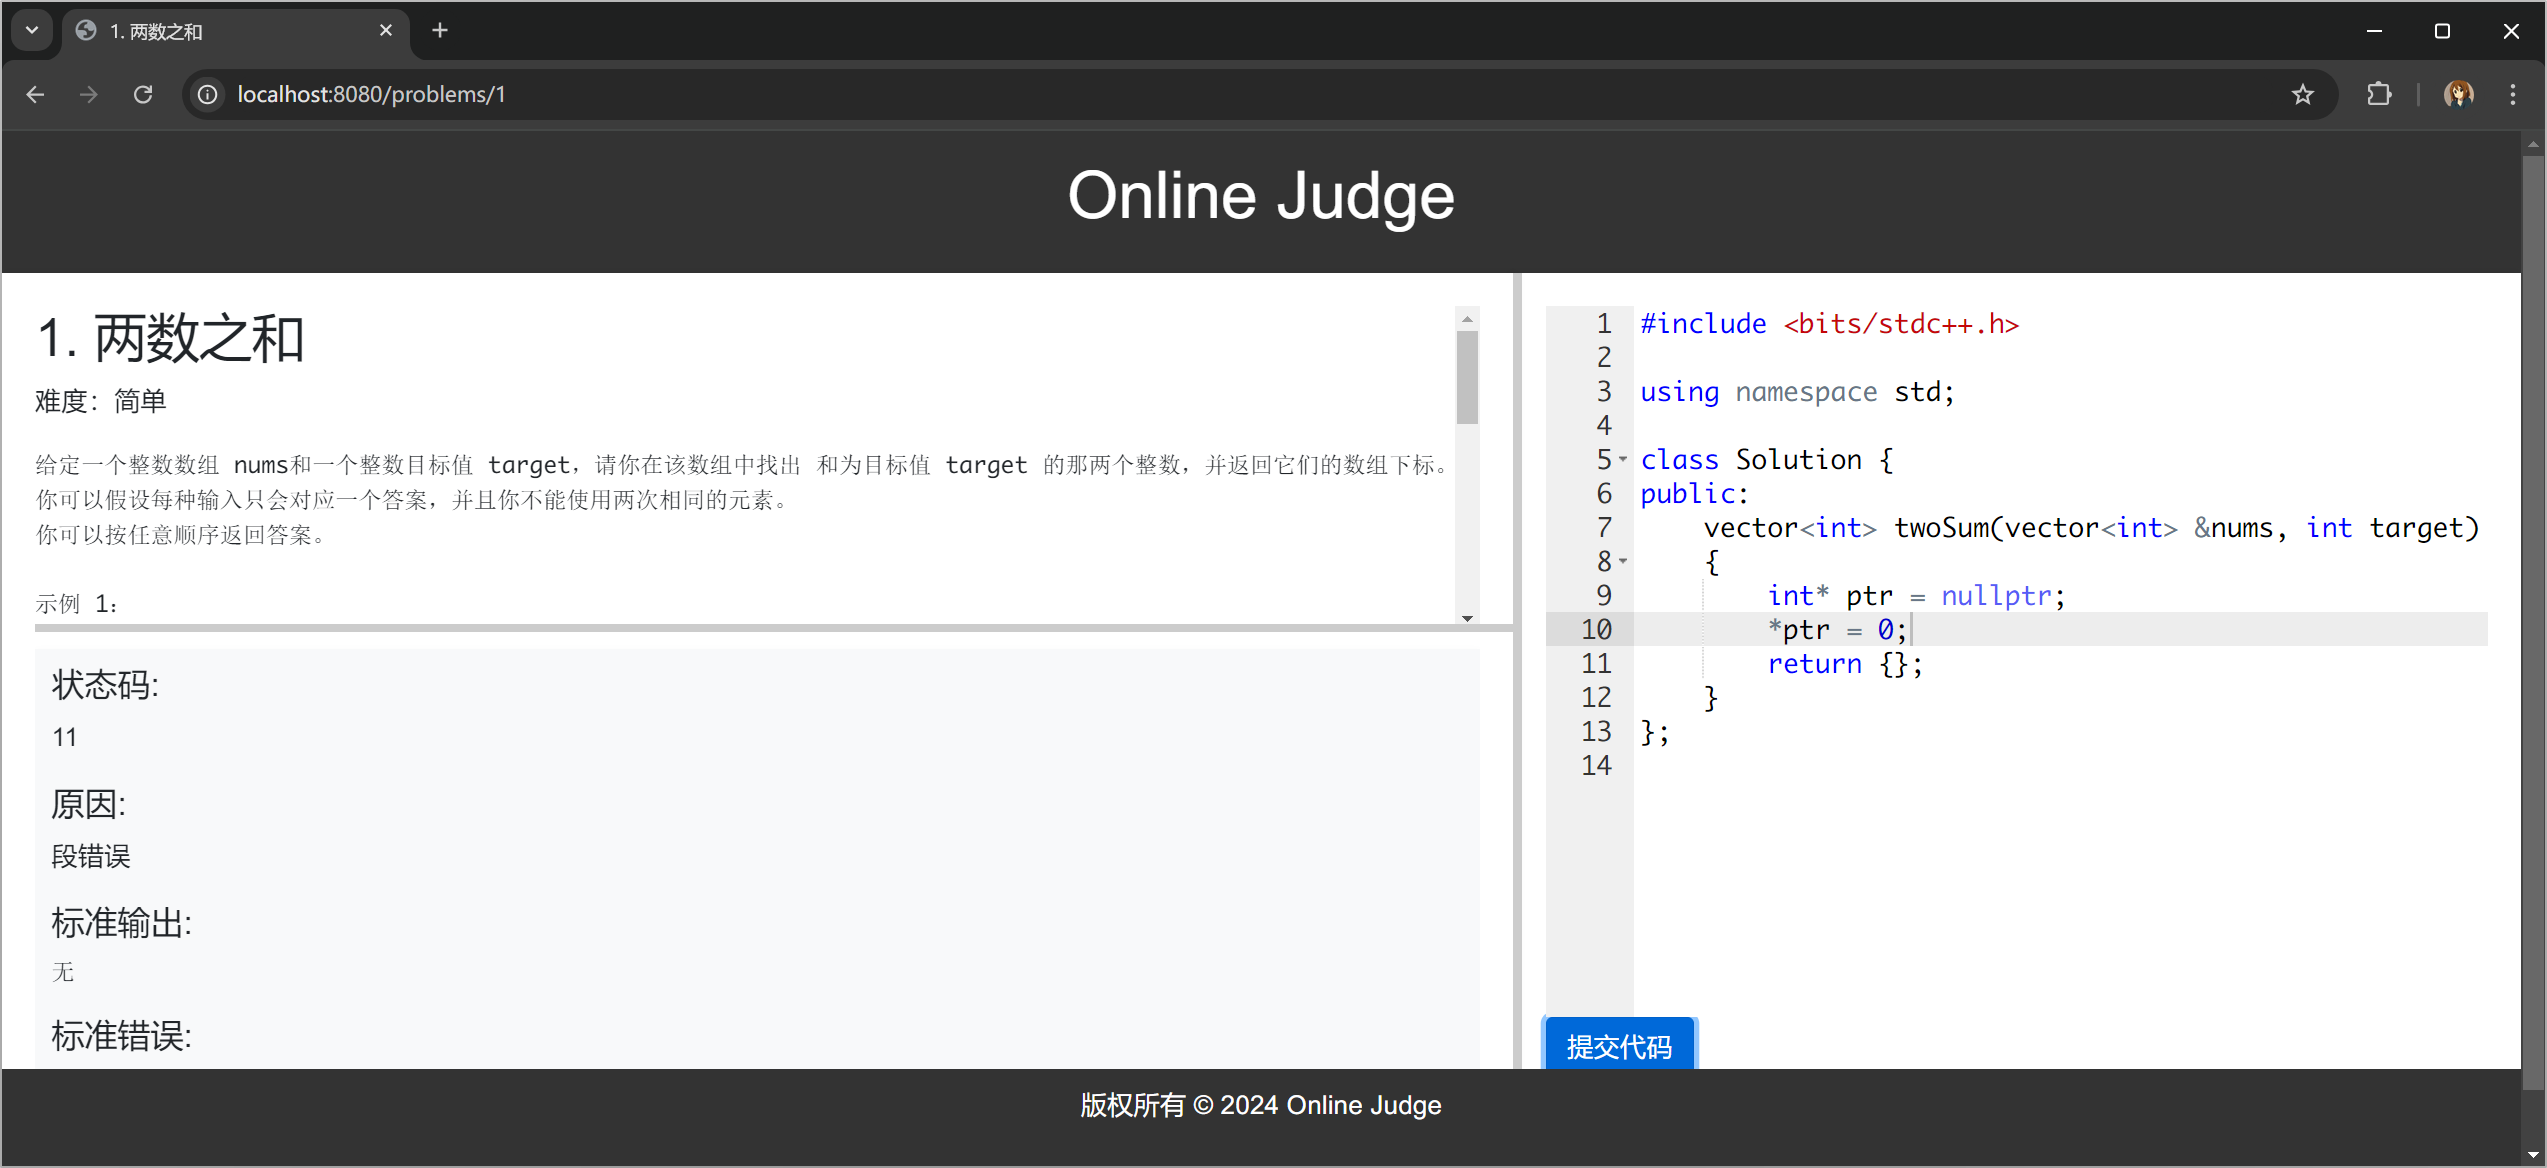 1. 两数之和
localhost:8080/problems/1
Online Judge
1. 两数之和
难度：简单
给定一个整数数组 nums和一个整数目标值 target，请你在该数组中找出 和为目标值 target 的那两个整数，并返回它们的数组下标。
你可以假设每种输入只会对应一个答案，并且你不能使用两次相同的元素。
你可以按任意顺序返回答案。
示例 1：
状态码:
11
原因:
段错误
标准输出:
无
标准错误:
1 #include <bits/stdc++.h>
2
3 using namespace std;
4
5 class Solution {
6 public:
7     vector<int> twoSum(vector<int> &nums, int target)
8     {
9         int* ptr = nullptr;
10         *ptr = 0;
11         return {};
12     }
13 };
14
提交代码
版权所有 © 2024 Online Judge